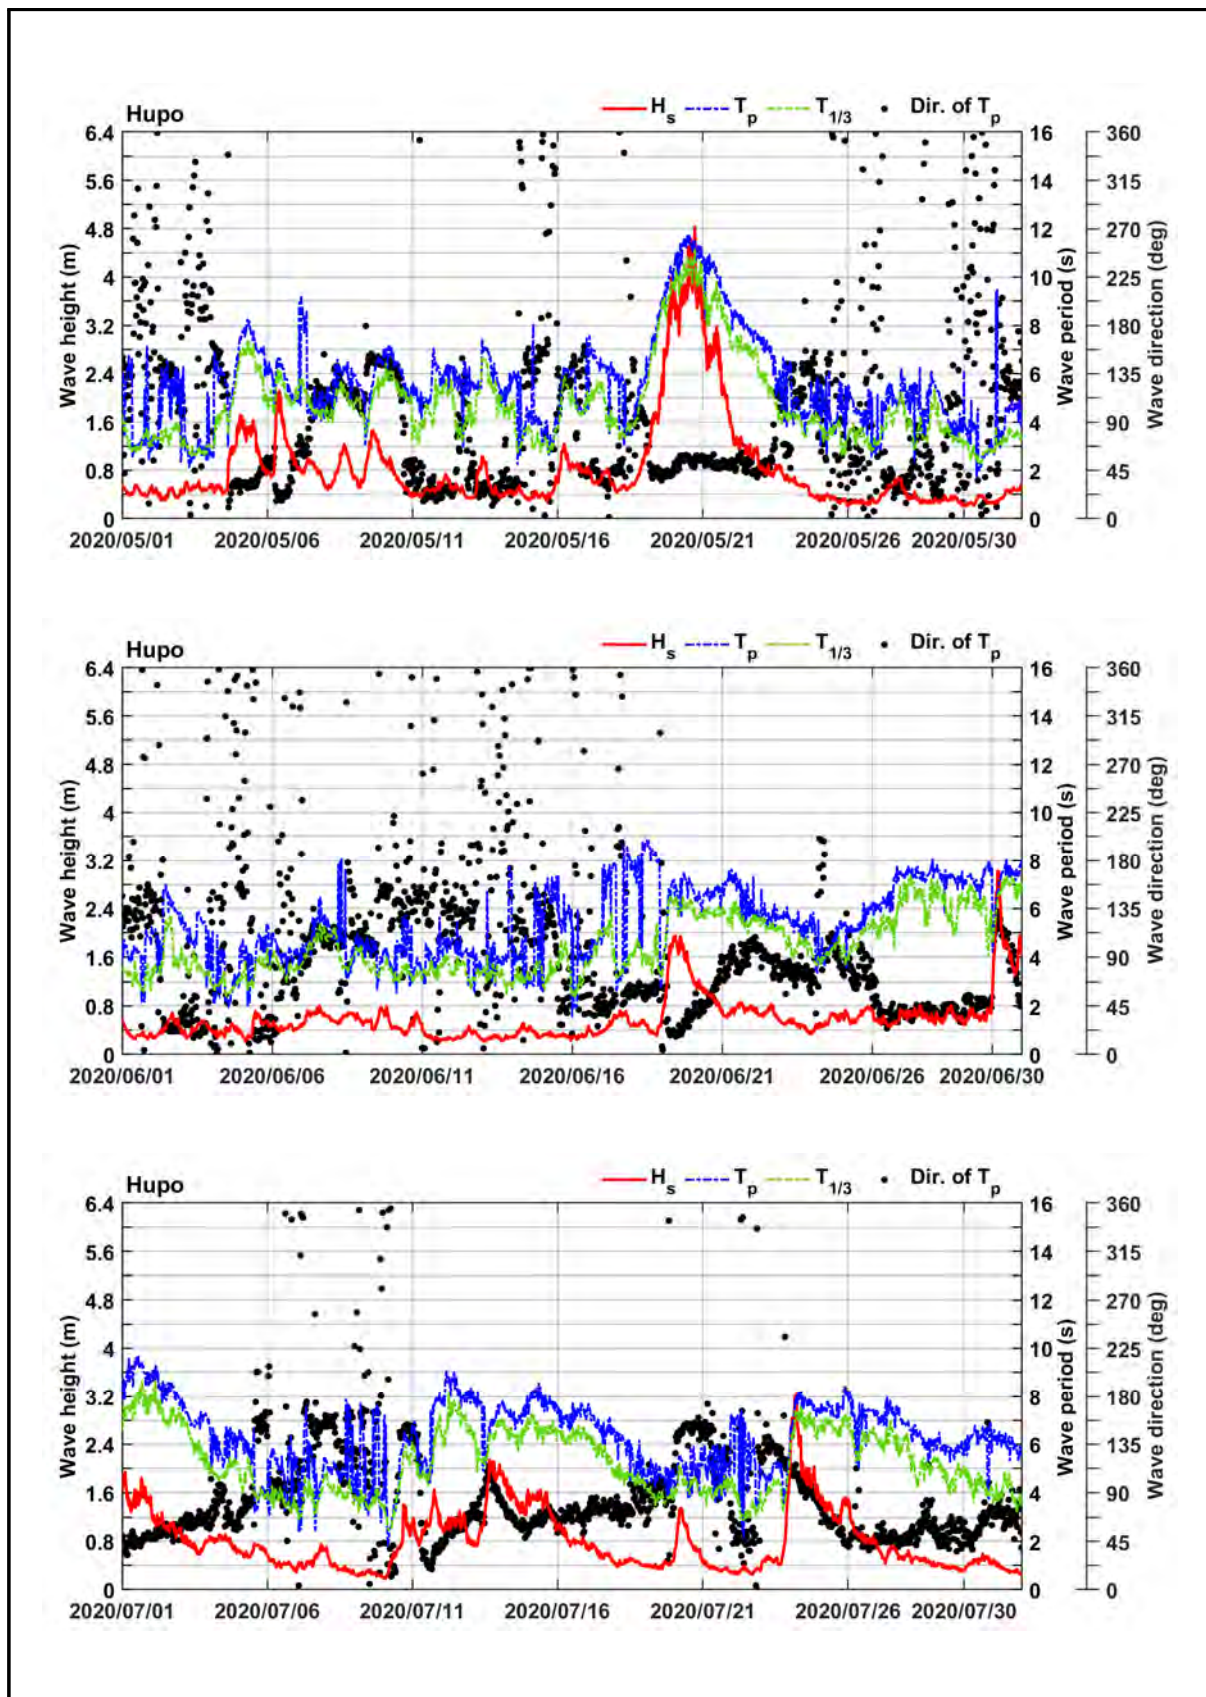 Hupo
Hs Tp T1/3 Dir. of Tp
6.4 5.6 4.8 4 3.2 2.4 1.6 0.8 0
Wave height (m)
16 14 12 10 8 6 4 2 0
Wave period (s)
360 315 270 225 180 135 90 45 0
Wave direction (deg)
2020/05/01 2020/05/06 2020/05/11 2020/05/16 2020/05/21 2020/05/26 2020/05/30
Hupo
Hs Tp T1/3 Dir. of Tp
6.4 5.6 4.8 4 3.2 2.4 1.6 0.8 0
Wave height (m)
16 14 12 10 8 6 4 2 0
Wave period (s)
360 315 270 225 180 135 90 45 0
Wave direction (deg)
2020/06/01 2020/06/06 2020/06/11 2020/06/16 2020/06/21 2020/06/26 2020/06/30
Hupo
Hs Tp T1/3 Dir. of Tp
6.4 5.6 4.8 4 3.2 2.4 1.6 0.8 0
Wave height (m)
16 14 12 10 8 6 4 2 0
Wave period (s)
360 315 270 225 180 135 90 45 0
Wave direction (deg)
2020/07/01 2020/07/06 2020/07/11 2020/07/16 2020/07/21 2020/07/26 2020/07/30